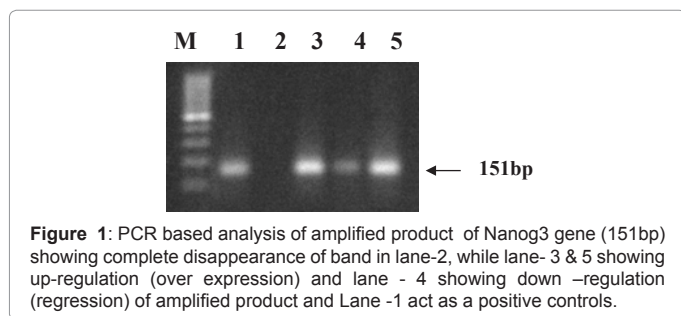 M 1 2 3 4 5
151bp
Figure 1: PCR based analysis of amplified product of Nanog3 gene (151bp)
showing complete disappearance of band in lane-2, while lane- 3 & 5 showing
up-regulation (over expression) and lane - 4 showing down –regulation
(regression) of amplified product and Lane -1 act as a positive controls.